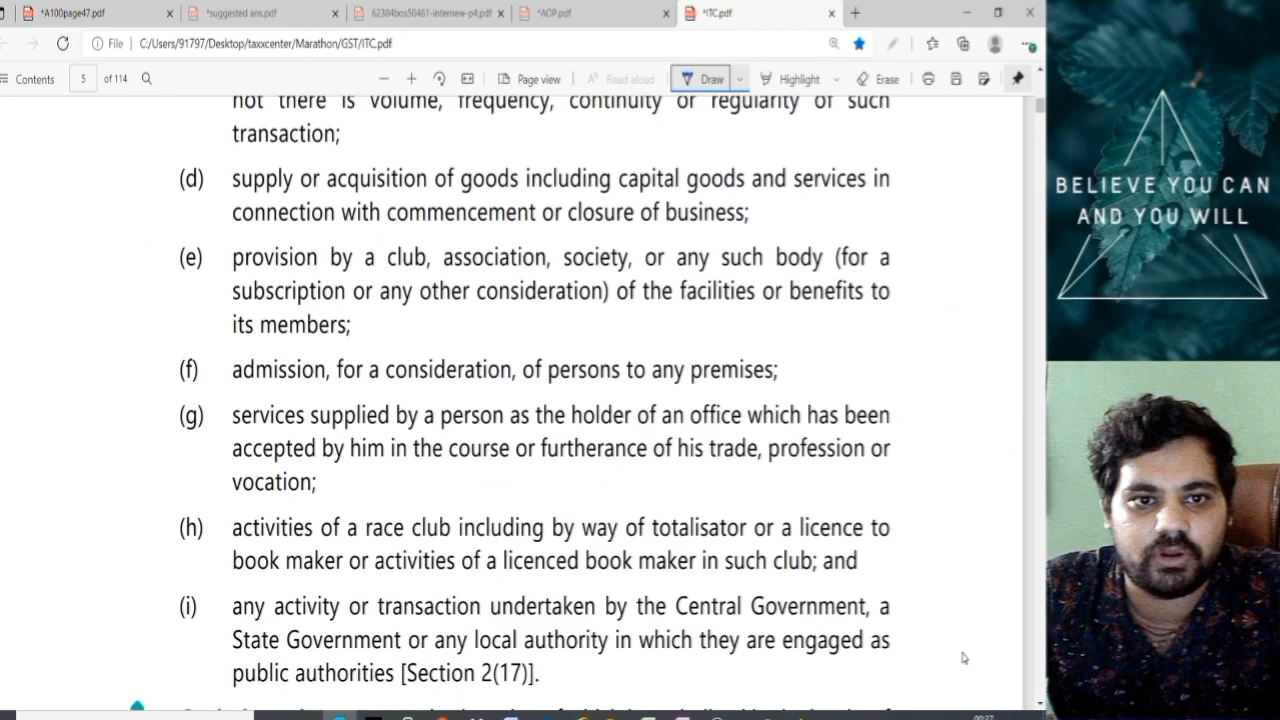 *A100page47.pdf
*suggested ans.pdf
62384bos50461-internew-p4.pdf
*AOP.pdf
*ITC.pdf
File
C:/Users/91797/Desktop/taxxcenter/Marathon/GST/ITC.pdf
Contents
5
of 114
Page view
Read aloud
Draw
Highlight
Erase
not there is volume, frequency, continuity or regularity of such
transaction;
(d) supply or acquisition of goods including capital goods and services in
connection with commencement or closure of business;
(e) provision by a club, association, society, or any such body (for a
subscription or any other consideration) of the facilities or benefits to
its members;
(f) admission, for a consideration, of persons to any premises;
(g) services supplied by a person as the holder of an office which has been
accepted by him in the course or furtherance of his trade, profession or
vocation;
(h) activities of a race club including by way of totalisator or a licence to
book maker or activities of a licenced book maker in such club; and
(i) any activity or transaction undertaken by the Central Government, a
State Government or any local authority in which they are engaged as
public authorities [Section 2(17)].
BELIEVE YOU CAN
AND YOU WILL